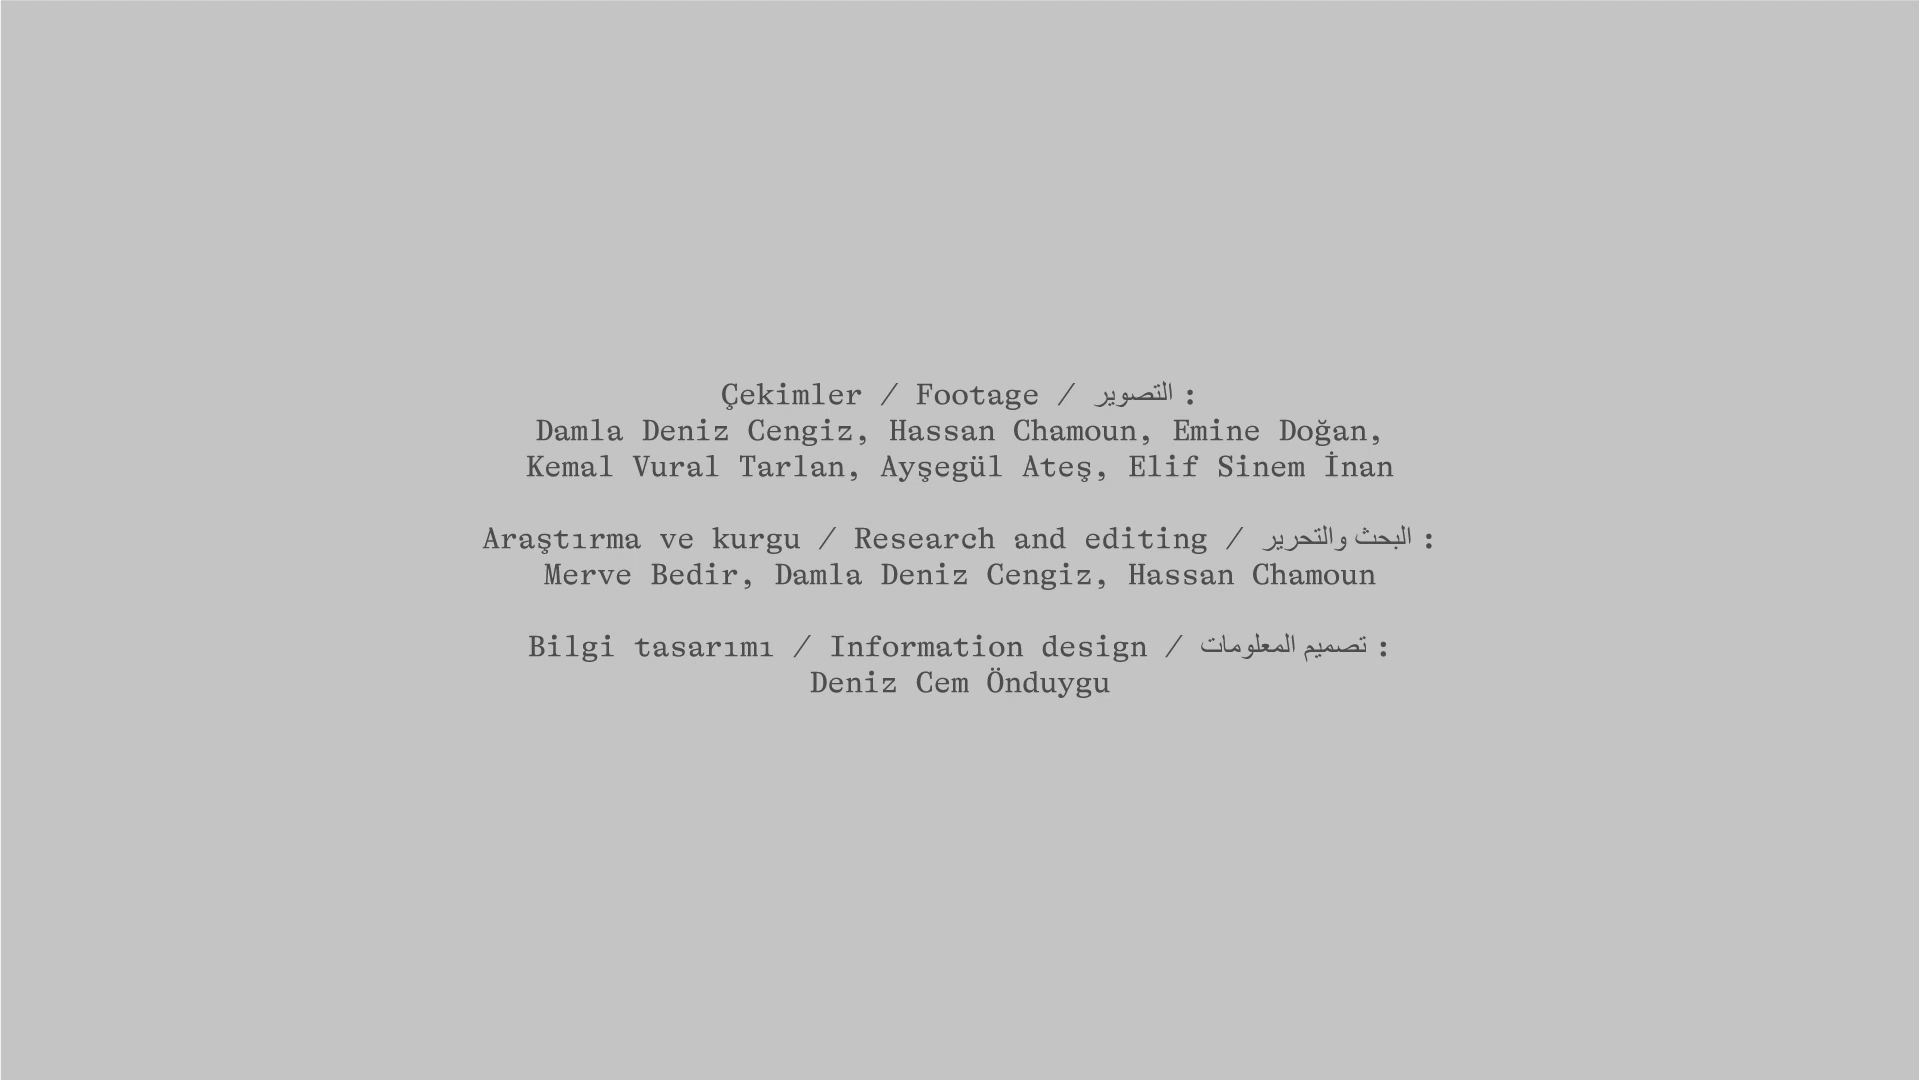 Çekimler / Footage / التصوير :
Damla Deniz Cengiz, Hassan Chamoun, Emine Doğan,
Kemal Vural Tarlan, Ayşegül Ateş, Elif Sinem İnan
Araştırma ve kurgu / Research and editing / البحث والتحرير :
Merve Bedir, Damla Deniz Cengiz, Hassan Chamoun
Bilgi tasarımı / Information design / تصميم المعلومات :
Deniz Cem Önduygu